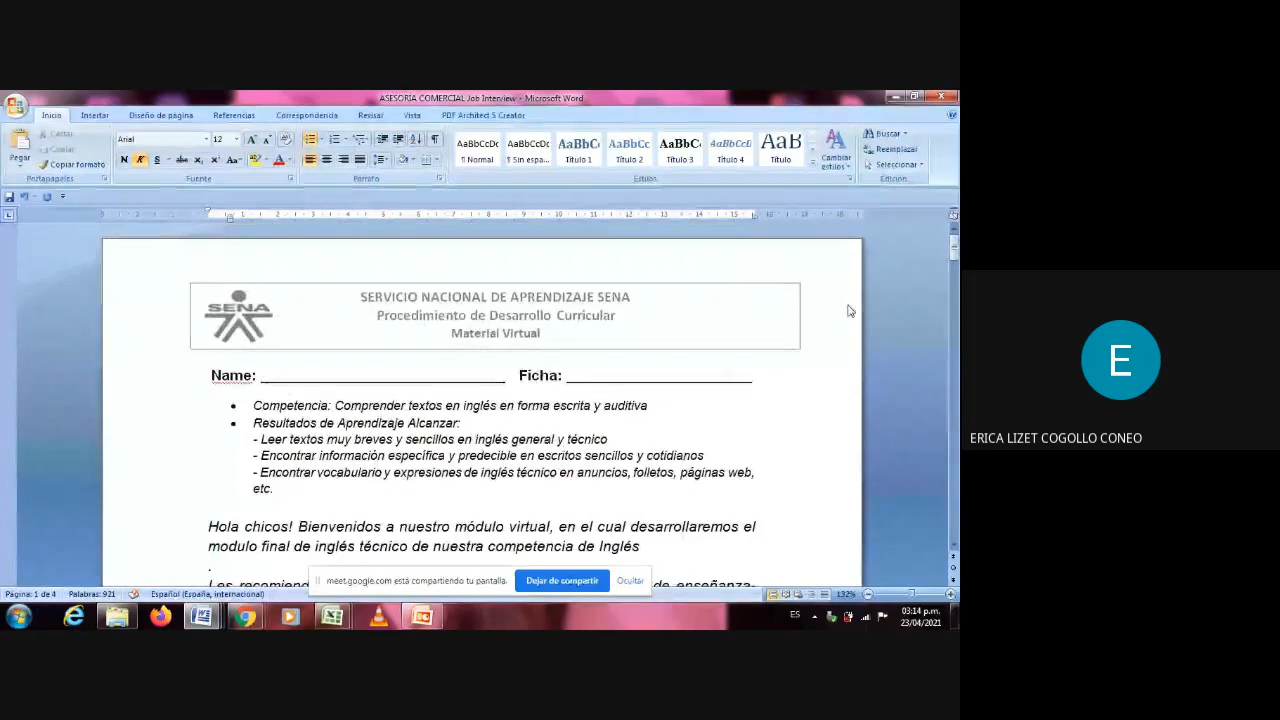 ASESORIA COMERCIAL Job Interview - Microsoft Word
Inicio Insertar Diseño de página Referencias Correspondencia Revisar Vista PDF Architect 5 Creator
Pegar
Cortar
Copiar
Copiar formato
Portapapeles
Arial 12
Fuente
Párrafo
AaBbCcDc AaBbCcDc AaBbCc AaBbCc AaBbCc AaBbCcD AaB
¶ Normal ¶ Sin espa... Título 1 Título 2 Título 3 Título 4 Título
Cambiar estilos
Estilos
Buscar
Reemplazar
Seleccionar
Edición
SENA
SERVICIO NACIONAL DE APRENDIZAJE SENA
Procedimiento de Desarrollo Curricular
Material Virtual
Name: ____________________ Ficha: ____________________
• Competencia: Comprender textos en inglés en forma escrita y auditiva
• Resultados de Aprendizaje Alcanzar:
- Leer textos muy breves y sencillos en inglés general y técnico
- Encontrar información específica y predecible en escritos sencillos y cotidianos
- Encontrar vocabulario y expresiones de inglés técnico en anuncios, folletos, páginas web,
etc.
Hola chicos! Bienvenidos a nuestro módulo virtual, en el cual desarrollaremos el
modulo final de inglés técnico de nuestra competencia de Inglés
.
de enseñanza-
meet.google.com está compartiendo tu pantalla. Dejar de compartir Ocultar
Página: 1 de 4 Palabras: 921 Español (España, internacional) 132%
ES 03:14 p.m.
23/04/2021
E
ERICA LIZET COGOLLO CONEO